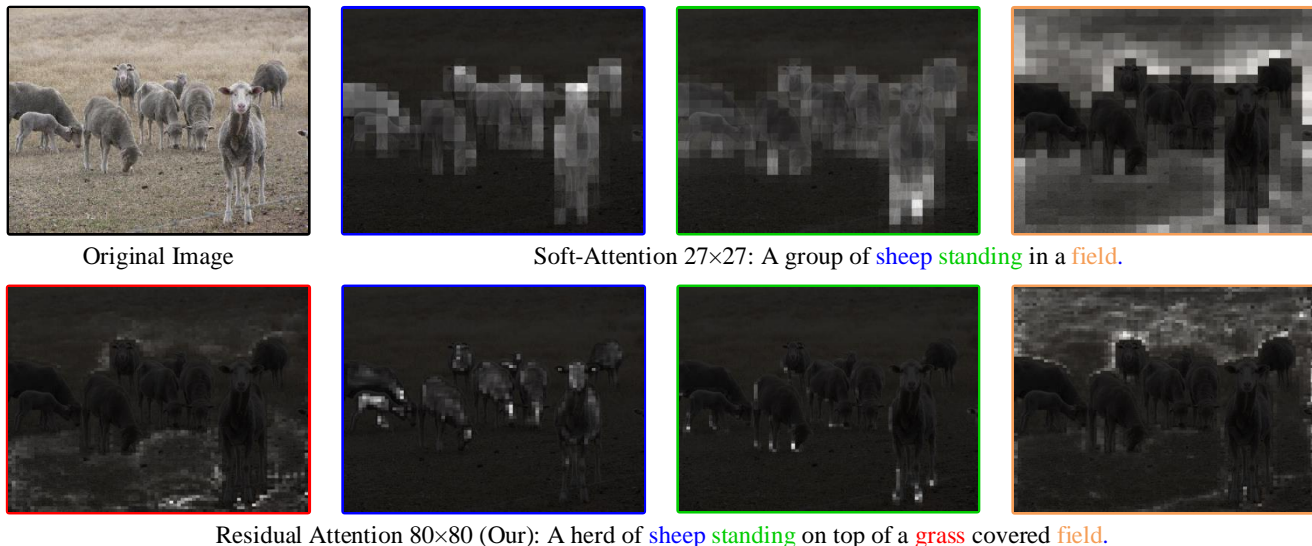 Original Image
Soft-Attention 27×27: A group of sheep standing in a field.
Residual Attention 80×80 (Our): A herd of sheep standing on top of a grass covered field.